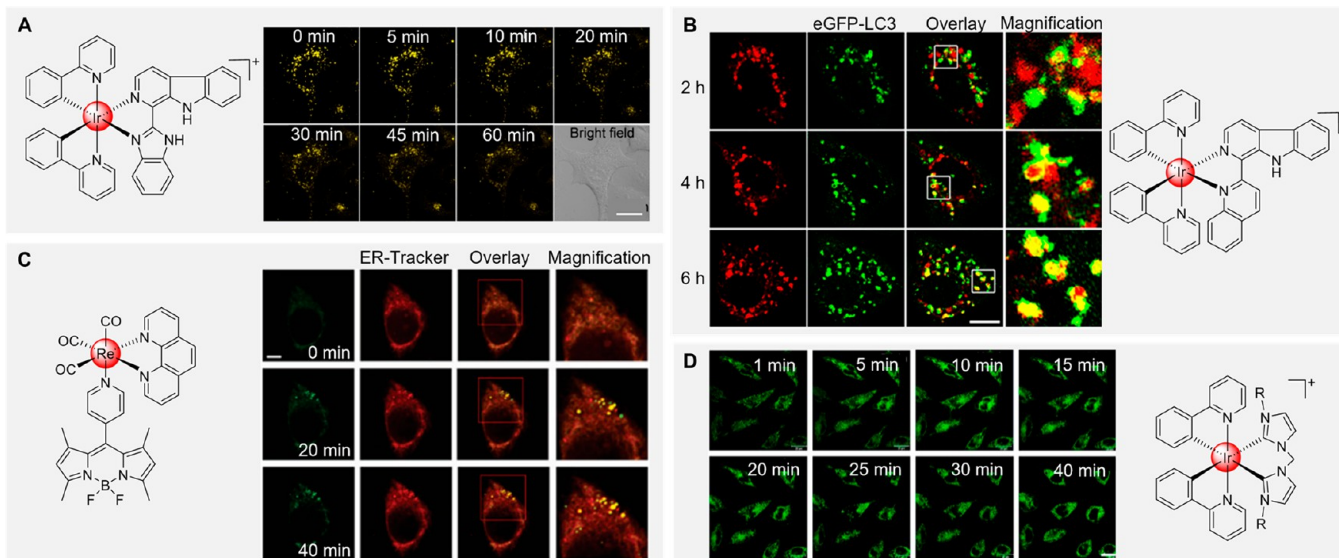 A
0 min
5 min
10 min
20 min
30 min
45 min
60 min
Bright field
N
N
N
H
Ir
+
N
NH
N
B
eGFP-LC3
Overlay
Magnification
2 h
4 h
6 h
N
N
N
H
Ir
N
N
C
ER-Tracker
Overlay
Magnification
0 min
20 min
40 min
CO
OC
OC
Re
N
N
N
N
B
N
F
F
D
1 min
5 min
10 min
15 min
20 min
25 min
30 min
40 min
+
R
N
N
N
Ir
N
N
N
R